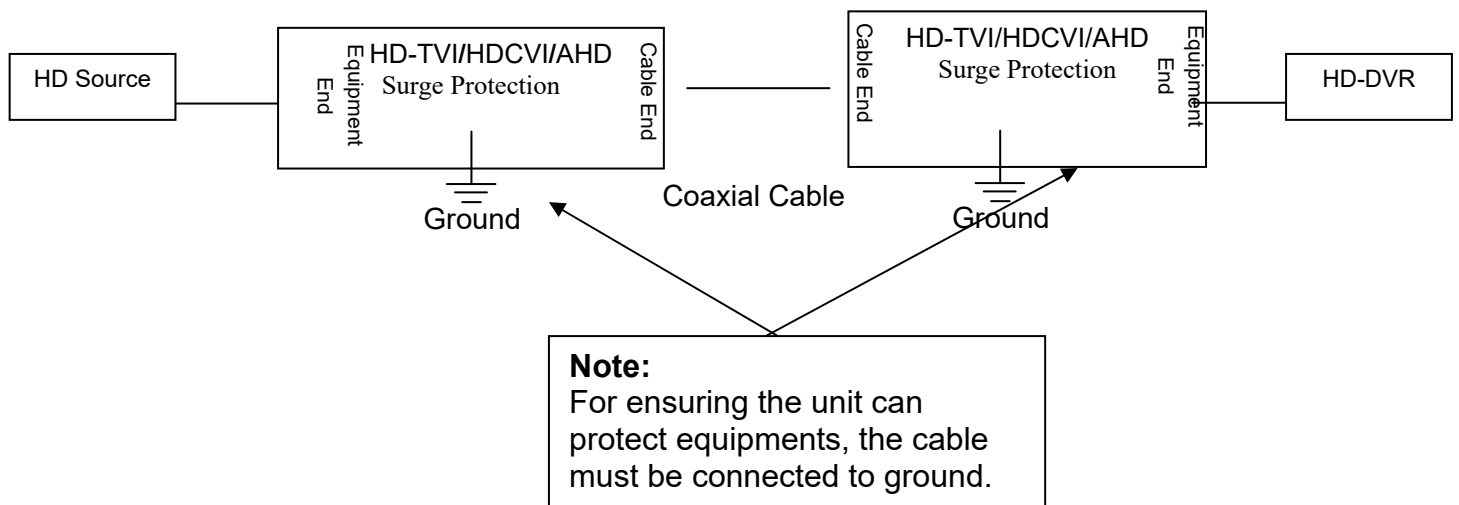 HD Source
Equipment
End
HD-TVI/HDCVI/AHD
Surge Protection
Cable End
Ground
Coaxial Cable
Cable End
HD-TVI/HDCVI/AHD
Surge Protection
Equipment
End
Ground
HD-DVR
Note:
For ensuring the unit can
protect equipments, the cable
must be connected to ground.